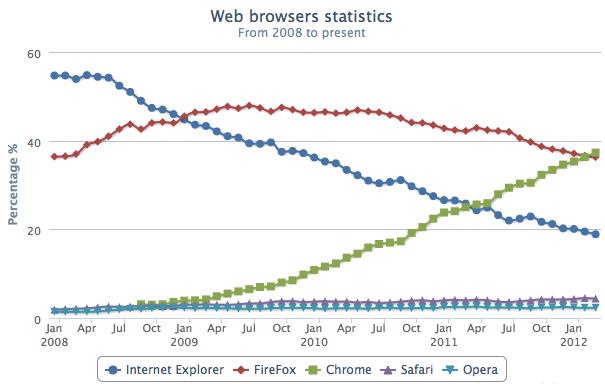 Web browsers statistics
From 2008 to present
Percentage %
60
40
20
0
Jan 2008 Apr Jul Oct Jan 2009 Apr Jul Oct Jan 2010 Apr Jul Oct Jan 2011 Apr Jul Oct Jan 2012
Internet Explorer FireFox Chrome Safari Opera